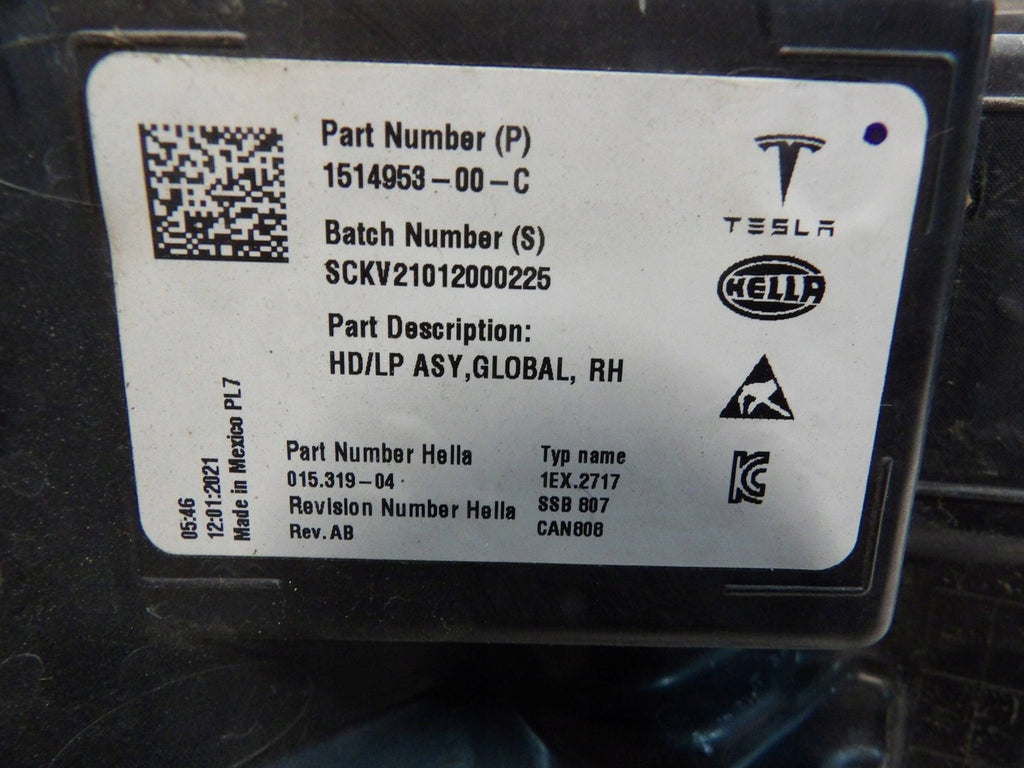 Part Number (P)
1514953-00-C
Batch Number (S)
SCKV21012000225
Part Description:
HD/LP ASY,GLOBAL, RH
TESLA
HELLA
05:46
12:01:2021
Made in Mexico PL7
Part Number Hella
015.319-04
Revision Number Hella
Rev. AB
Typ name
1EX.2717
SSB 807
CAN808